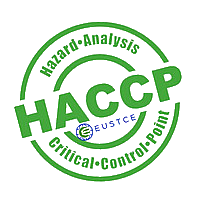 Hazard•Analysis
HACCP
EUSTCE
Critical•Control•Point